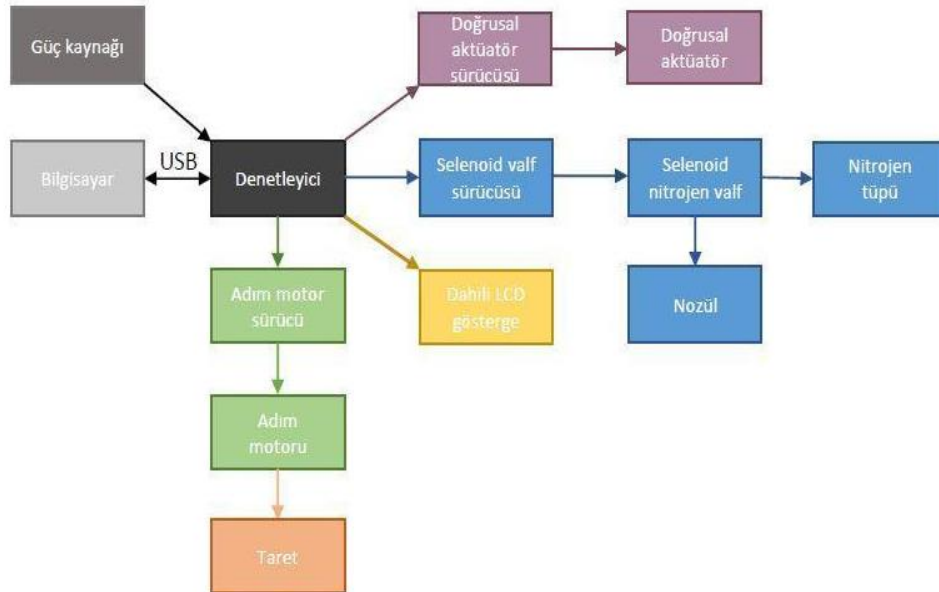 Güç kaynağı
Doğrusal
aktüatör
sürücüsü
Doğrusal
aktüatör
Bilgisayar
USB
Denetleyici
Selenoid valf
sürücüsü
Selenoid
nitrojen valf
Nitrojen
tüpü
Adım motor
sürücü
Dahili LCD
gösterge
Nozül
Adım
motoru
Taret